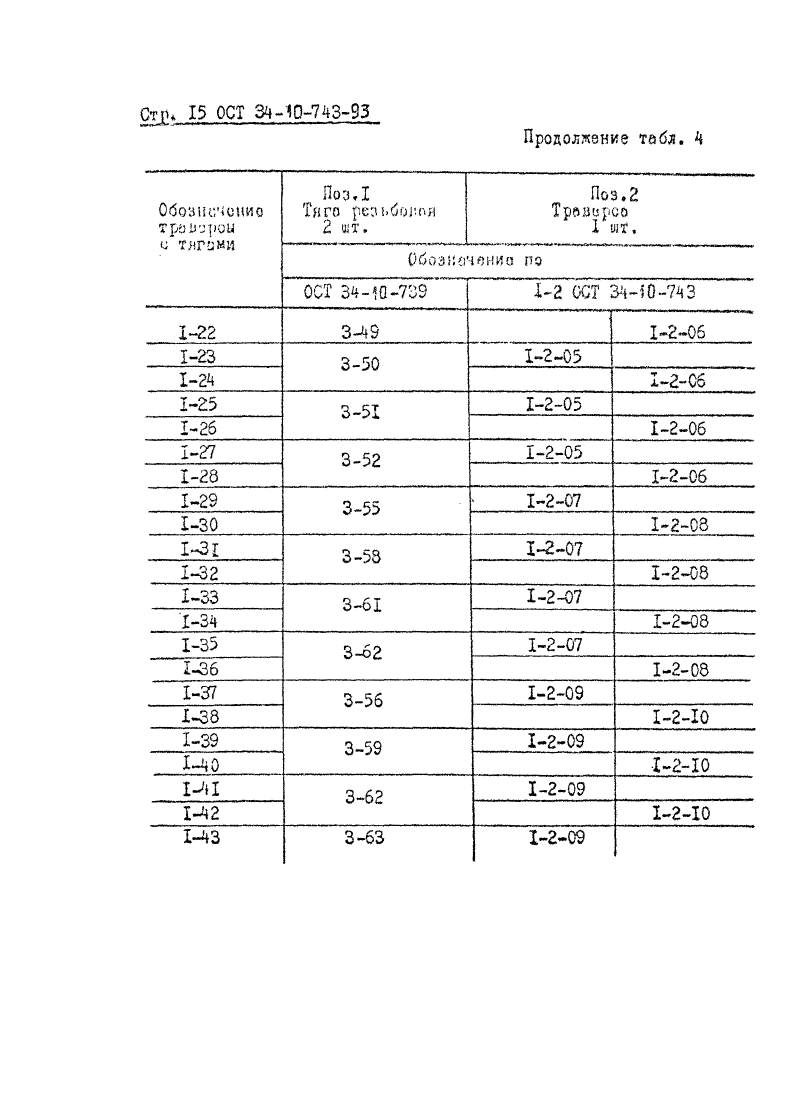 Стр. I5 ОСТ 34-10-743-93
Продолжение табл. 4
Обозначение траверсы с тягами
Поз.I Тяга резьбовая 2 шт.
Поз.2 Траверса 1 шт.
Обозначение по
ОСТ 34-10-739
I-2 ОСТ 34-10-743
I-22 3-49 I-2-06
I-23 3-50 I-2-05
I-24 I-2-06
I-25 3-5I I-2-05
I-26 I-2-06
I-27 3-52 I-2-05
I-28 I-2-06
I-29 3-55 I-2-07
I-30 I-2-08
I-3I 3-58 I-2-07
I-32 I-2-08
I-33 3-6I I-2-07
I-34 I-2-08
I-35 3-62 I-2-07
I-36 I-2-08
I-37 3-56 I-2-09
I-38 I-2-I0
I-39 3-59 I-2-09
I-40 I-2-I0
I-4I 3-62 I-2-09
I-42 I-2-I0
I-43 3-63 I-2-09